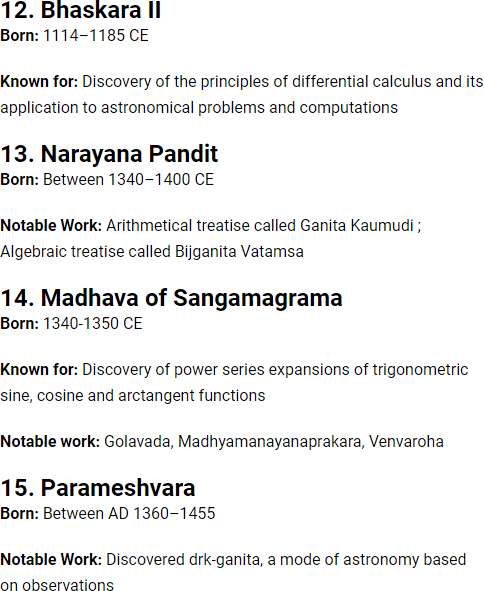 12. Bhaskara II
Born: 1114–1185 CE
Known for: Discovery of the principles of differential calculus and its
application to astronomical problems and computations
13. Narayana Pandit
Born: Between 1340–1400 CE
Notable Work: Arithmetical treatise called Ganita Kaumudi ;
Algebraic treatise called Bijganita Vatamsa
14. Madhava of Sangamagrama
Born: 1340-1350 CE
Known for: Discovery of power series expansions of trigonometric
sine, cosine and arctangent functions
Notable work: Golavada, Madhyamanayanaprakara, Venvaroha
15. Parameshvara
Born: Between AD 1360–1455
Notable Work: Discovered drk-ganita, a mode of astronomy based
on observations